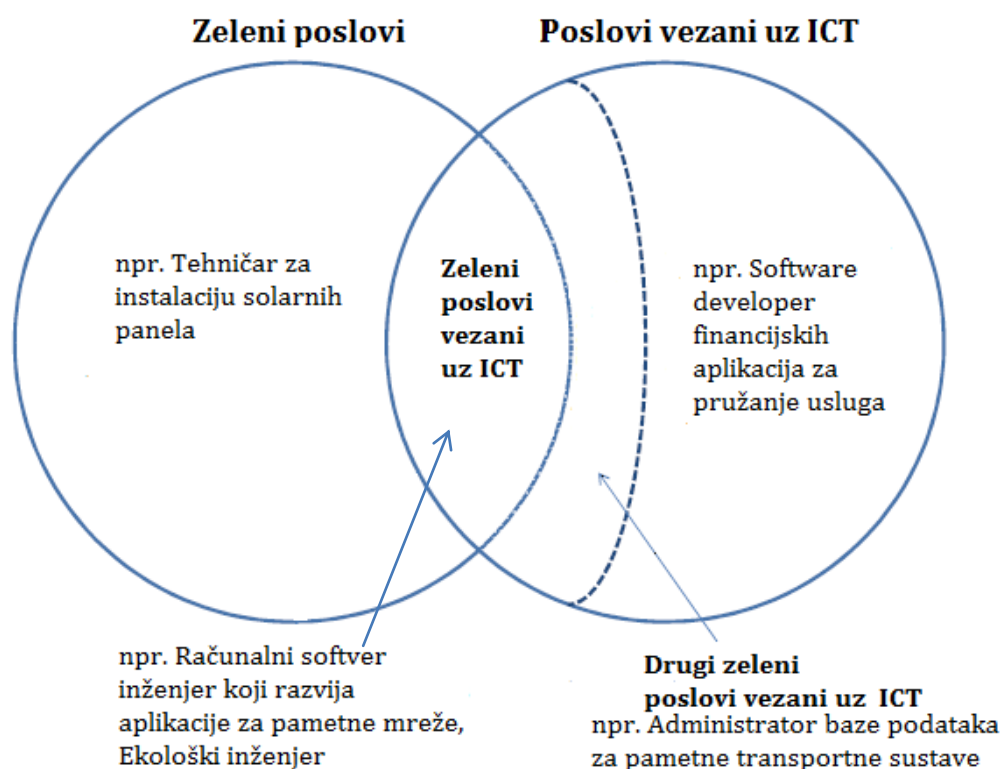 Zeleni poslovi
Poslovi vezani uz ICT
npr. Tehničar za
instalaciju solarnih
panela
Zeleni
poslovi
vezani
uz ICT
npr. Software
developer
financijskih
aplikacija za
pružanje usluga
npr. Računalni softver
inženjer koji razvija
aplikacije za pametne mreže,
Ekološki inženjer
Drugi zeleni
poslovi vezani uz ICT
npr. Administrator baze podataka
za pametne transportne sustave